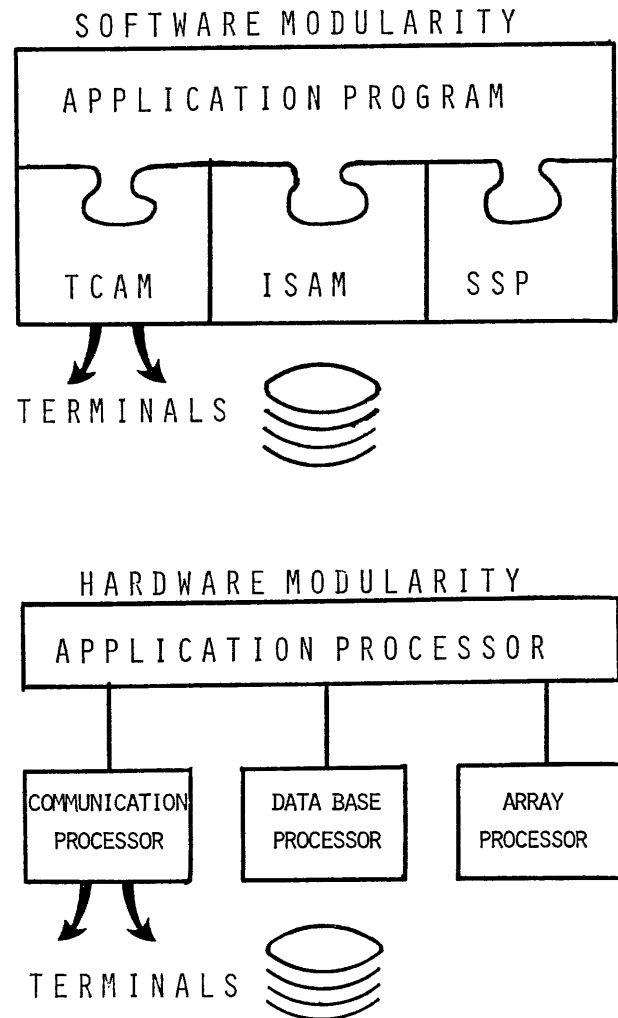 SOFTWARE MODULARITY
APPLICATION PROGRAM
TCAM ISAM SSP
TERMINALS
HARDWARE MODULARITY
APPLICATION PROCESSOR
COMMUNICATION
PROCESSOR
DATA BASE
PROCESSOR
ARRAY
PROCESSOR
TERMINALS